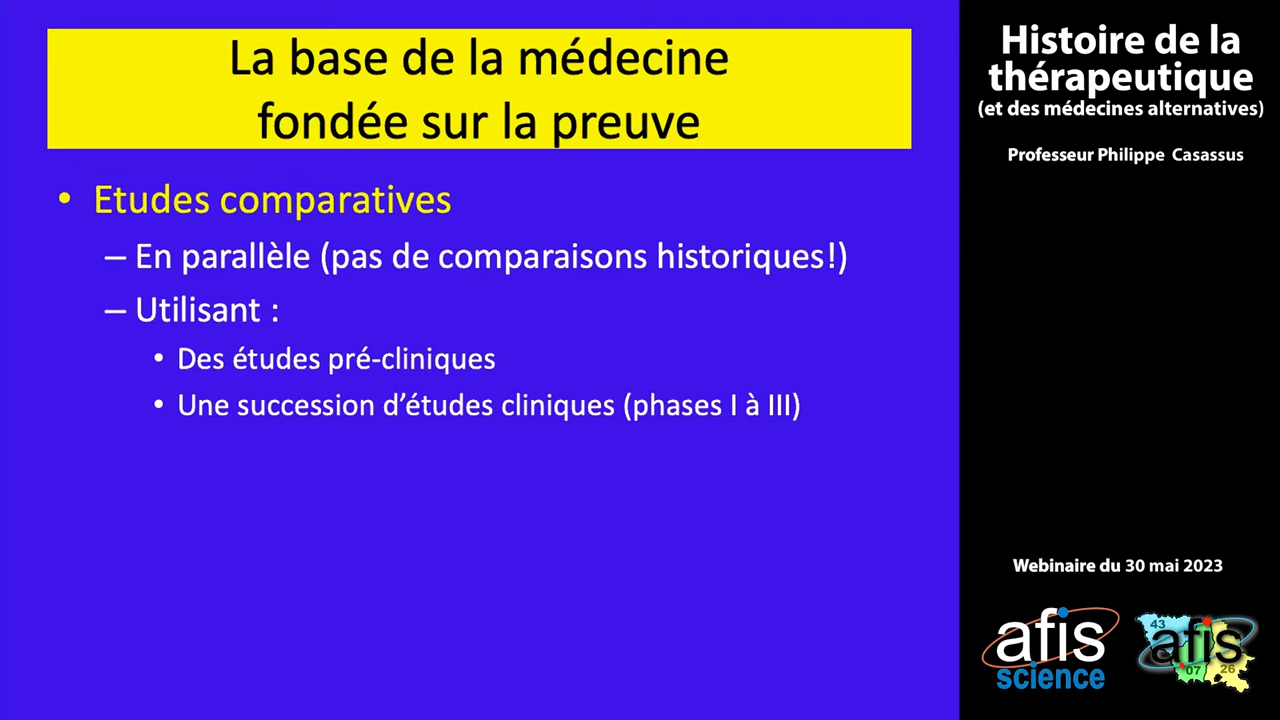 La base de la médecine
fondée sur la preuve
• Etudes comparatives
– En parallèle (pas de comparaisons historiques!)
– Utilisant :
• Des études pré-cliniques
• Une succession d’études cliniques (phases I à III)
Histoire de la
thérapeutique
(et des médecines alternatives)
Professeur Philippe Casassus
Webinaire du 30 mai 2023
afis
science
43
afis
07
26